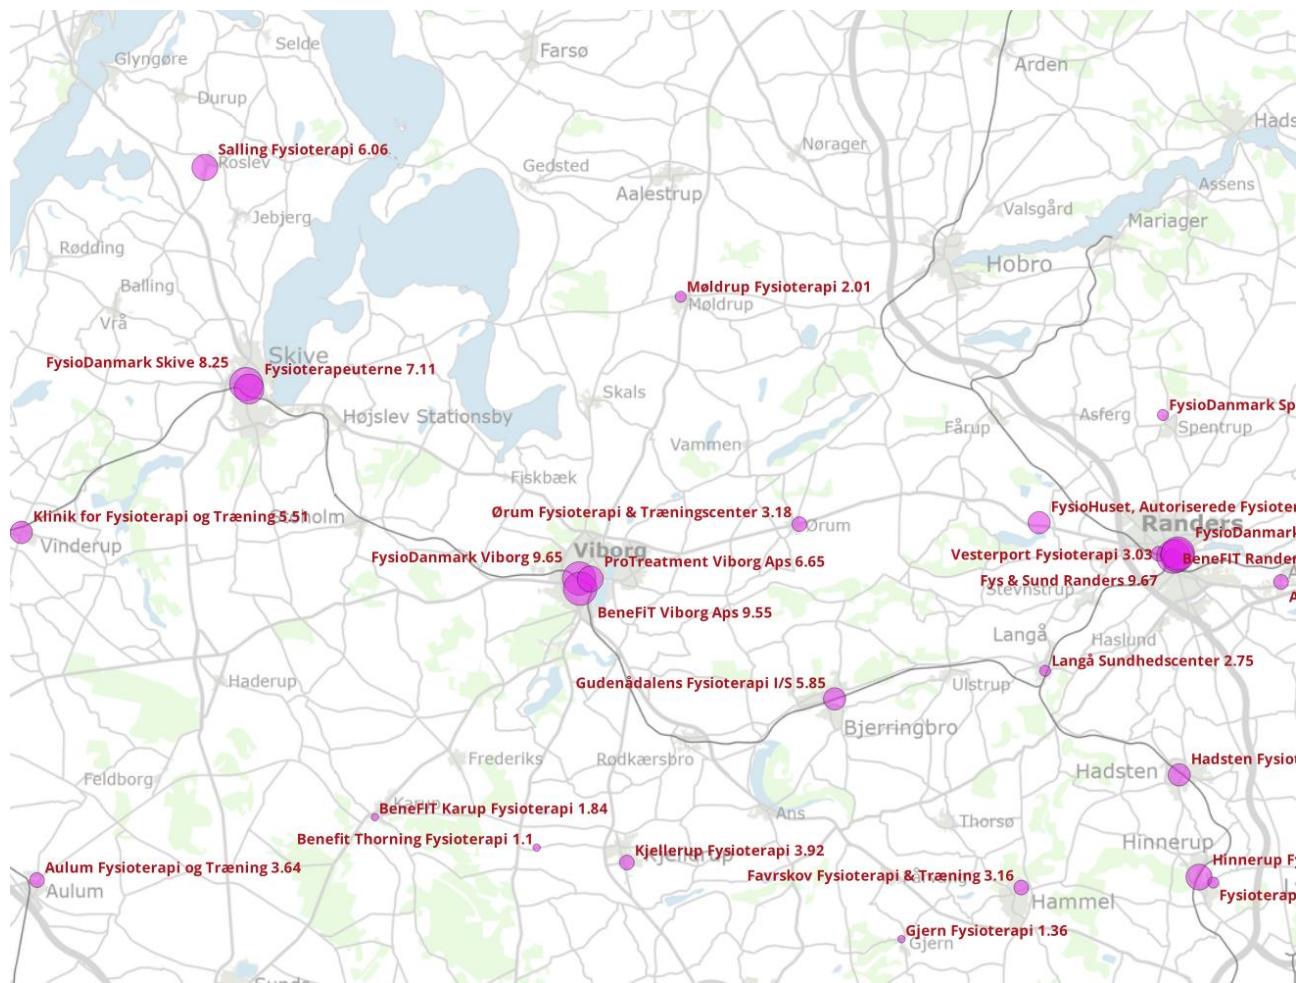 Selde
Farsø
Glyngøre
Arden
Durup
Hads
Nørager
Salling Fysioterapi 6.06
Roslev
Gedsted
Aalestrup
Assens
Valsgård
Jebjerg
Mariager
Rødding
Hobro
Balling
Møldrup Fysioterapi 2.01
Møldrup
Vrå
Skive
FysioDanmark Skive 8.25
Fysioterapeuterne 7.11
Skals
FysioDanmark Sp
Højslev Stationsby
Asferg
Spentrup
Fårup
Vammen
Fiskbæk
Klinik for Fysioterapi og Træning 5.51
Ørum Fysioterapi & Træningscenter 3.18
FysioHuset, Autoriserede Fysioter
Ørum
Randers
FysioDanmark
Vinderup
Viborg
FysioDanmark Viborg 9.65
ProTreatment Viborg Aps 6.65
Vesterport Fysioterapi 3.03
BeneFIT Rander
Fys & Sund Randers 9.67
Stevnstrup
A
BeneFiT Viborg Aps 9.55
Langå
Haslund
Langå Sundhedscenter 2.75
Haderup
Gudenådalens Fysioterapi I/S 5.85
Ulstrup
Bjerringbro
Frederiks
Rødkærsbro
Hadsten Fysiot
Hadsten
Feldborg
Karup
BeneFIT Karup Fysioterapi 1.84
Ans
Thorsø
Benefit Thorning Fysioterapi 1.1
Hinnerup
Kjellerup Fysioterapi 3.92
Kjellerup
Hinnerup Fy
Aulum Fysioterapi og Træning 3.64
Favrskov Fysioterapi & Træning 3.16
Aulum
Fysioterap
Hammel
Gjern Fysioterapi 1.36
Gjern